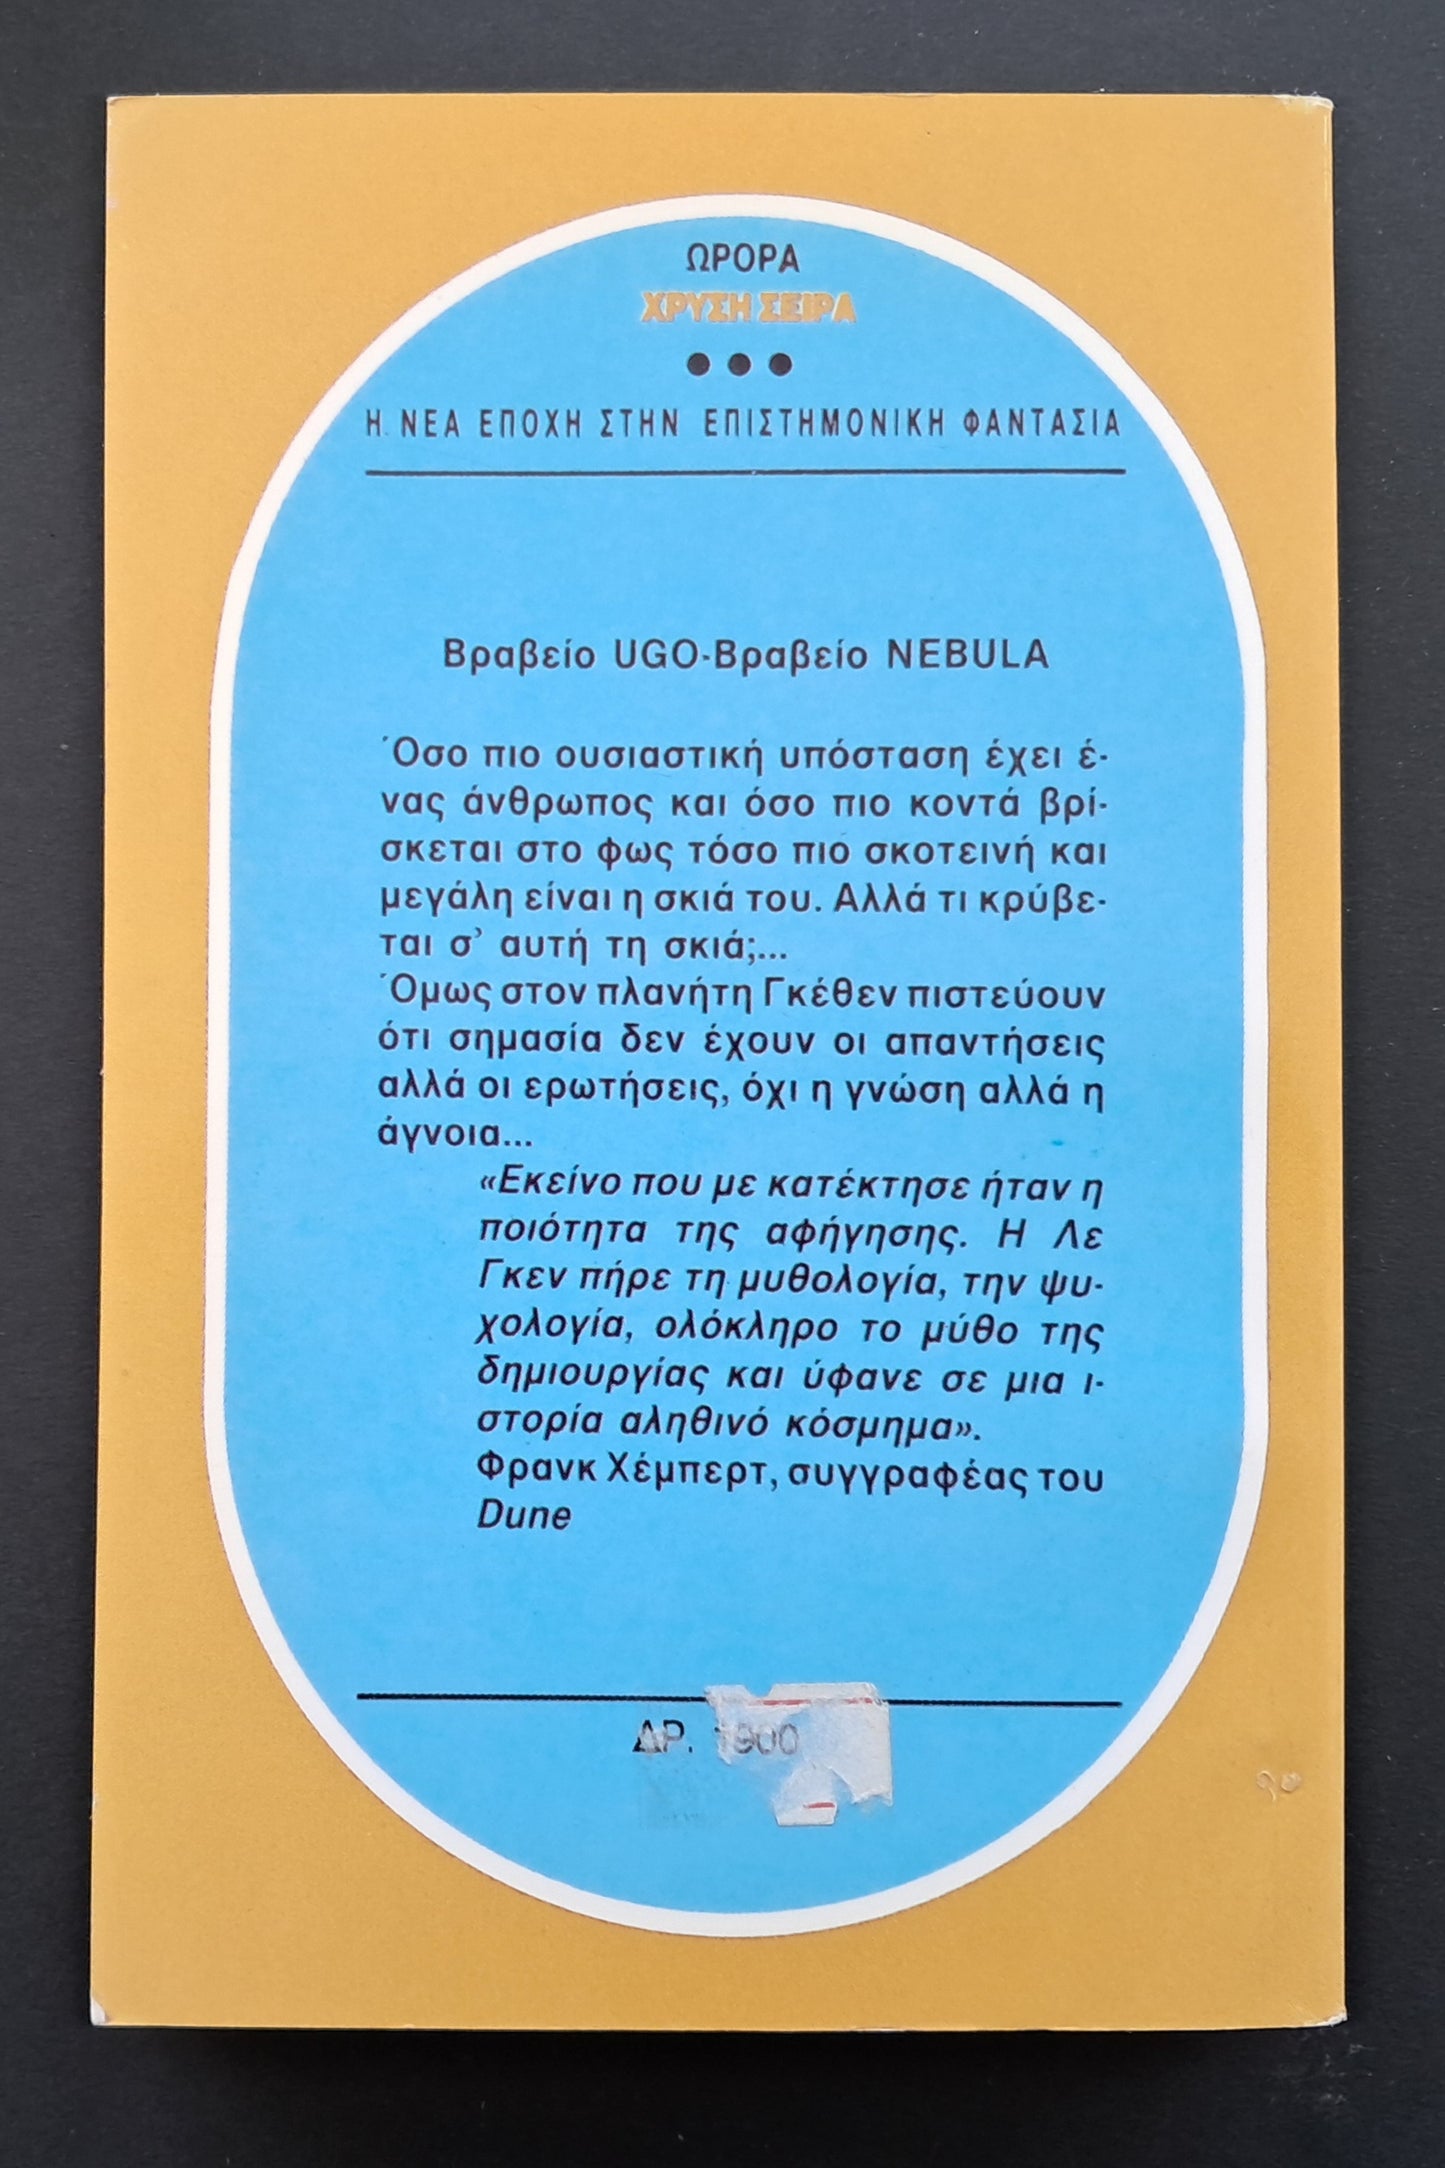 ΩΡΟΡΑ
ΧΡΥΣΗ ΣΕΙΡΑ
Η ΝΕΑ ΕΠΟΧΗ ΣΤΗΝ ΕΠΙΣΤΗΜΟΝΙΚΗ ΦΑΝΤΑΣΙΑ
Βραβείο UGO-Βραβείο NEBULA
Όσο πιο ουσιαστική υπόσταση έχει έ-
νας άνθρωπος και όσο πιο κοντά βρί-
σκεται στο φως τόσο πιο σκοτεινή και
μεγάλη είναι η σκιά του. Αλλά τι κρύβε-
ται σ' αυτή τη σκιά;...
Όμως στον πλανήτη Γκέθεν πιστεύουν
ότι σημασία δεν έχουν οι απαντήσεις
αλλά οι ερωτήσεις, όχι η γνώση αλλά η
άγνοια...
«Εκείνο που με κατέκτησε ήταν η
ποιότητα της αφήγησης. Η Λε
Γκεν πήρε τη μυθολογία, την ψυ-
χολογία, ολόκληρο το μύθο της
δημιουργίας και ύφανε σε μια ι-
στορία αληθινό κόσμημα».
Φρανκ Χέμπερτ, συγγραφέας του
Dune
ΔΡ. 1900